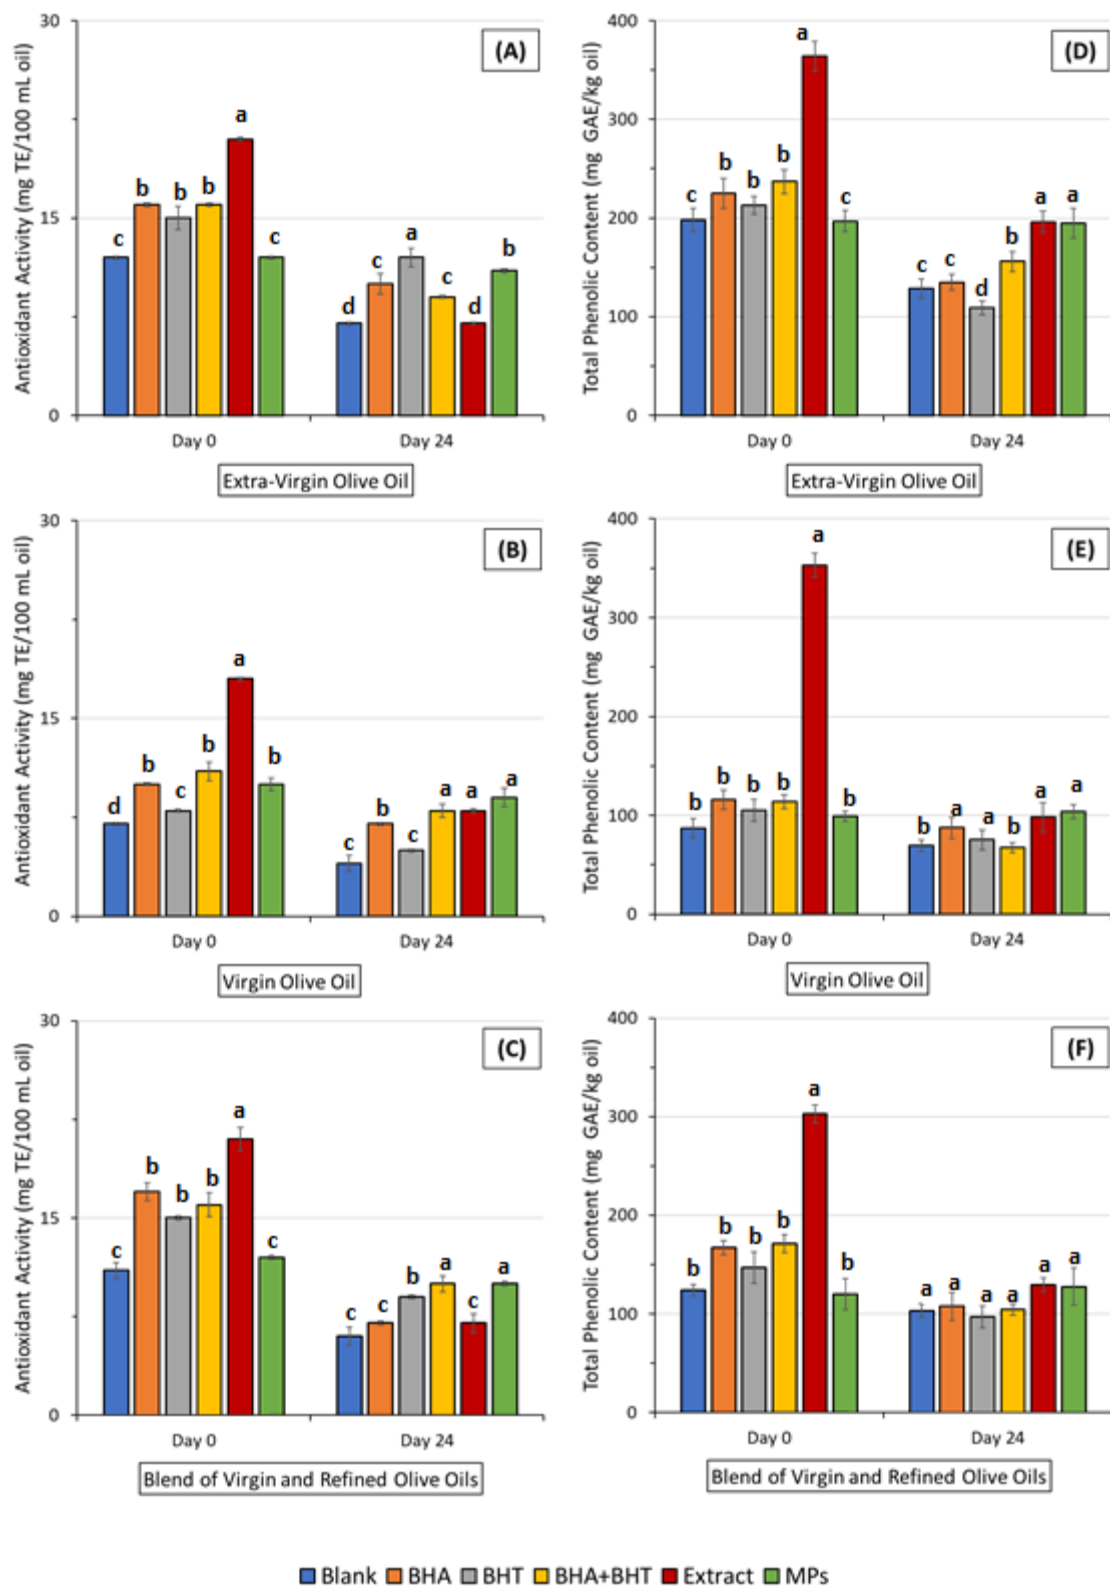 30
15
0
Antioxidant Activity (mg TE/100 mL oil)
(A)
c b b b a c
d c a c d b
Day 0 Day 24
Extra-Virgin Olive Oil
400
300
200
100
0
Total Phenolic Content (mg GAE/kg oil)
(D)
c b b b a c
c c d b a a
Day 0 Day 24
Extra-Virgin Olive Oil
30
15
0
Antioxidant Activity (mg TE/100 mL oil)
(B)
d b c b a b
c b c a a a
Day 0 Day 24
Virgin Olive Oil
400
300
200
100
0
Total Phenolic Content (mg GAE/kg oil)
(E)
b b b b a b
b a a b a a
Day 0 Day 24
Virgin Olive Oil
30
15
0
Antioxidant Activity (mg TE/100 mL oil)
(C)
c b b b a c
c c b a c a
Day 0 Day 24
Blend of Virgin and Refined Olive Oils
400
300
200
100
0
Total Phenolic Content (mg GAE/kg oil)
(F)
b b b b a b
a a a a a a
Day 0 Day 24
Blend of Virgin and Refined Olive Oils
Blank BHA BHT BHA+BHT Extract MPs